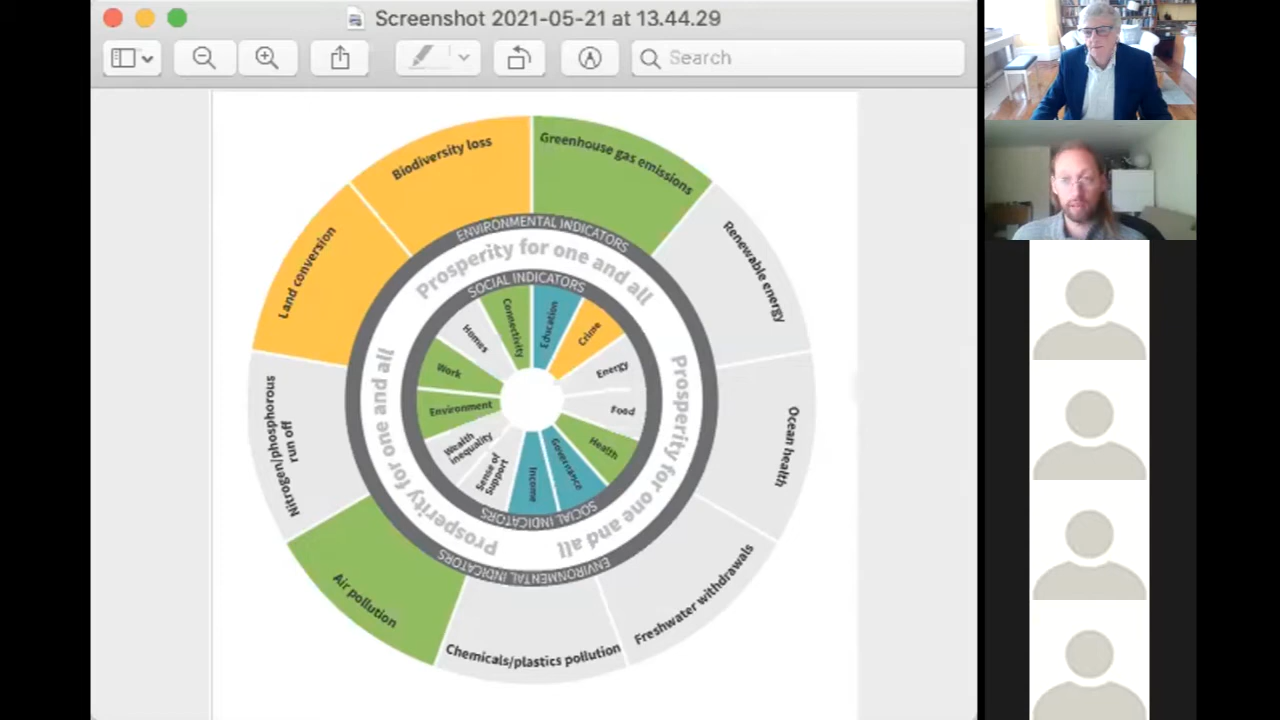 Screenshot 2021-05-21 at 13.44.29
Search
Biodiversity loss
Greenhouse gas emissions
Renewable energy
Ocean health
Freshwater withdrawals
Chemicals/plastics pollution
Air pollution
Nitrogen/phosphorous
run off
Land conversion
ENVIRONMENTAL INDICATORS
Prosperity for one and all
Prosperity for one and all
Prosperity for one and all
ENVIRONMENTAL INDICATORS
SOCIAL INDICATORS
Connectivity
Education
Crime
Energy
Food
Health
Governance
Income
Sense of
Support
Wealth
inequality
Environment
Work
Homes
SOCIAL INDICATORS